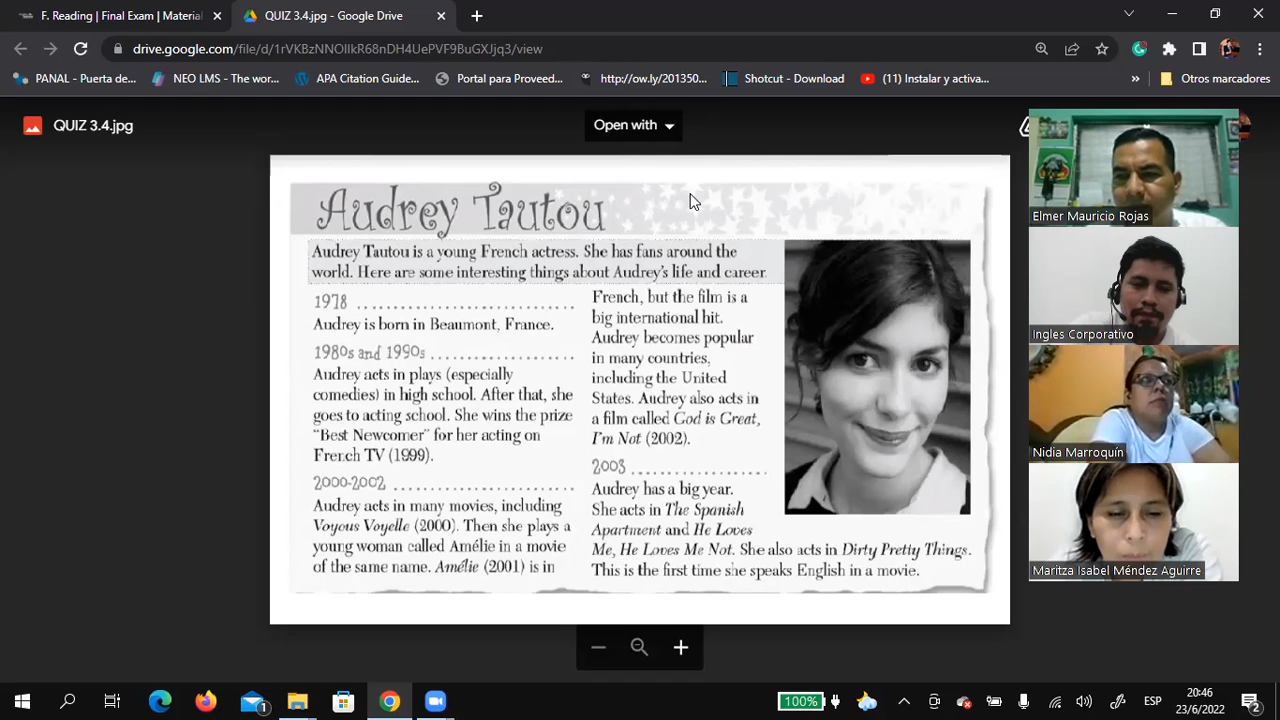 F. Reading | Final Exam | Material
QUIZ 3.4.jpg - Google Drive
drive.google.com/file/d/1rVKBzNNOIlkR68nDH4UePVF9BuGXJjq3/view
PANAL - Puerta de...
NEO LMS - The wor...
APA Citation Guide...
Portal para Proveed...
http://ow.ly/201350...
Shotcut - Download
(11) Instalar y activa...
»
Otros marcadores
QUIZ 3.4.jpg
Open with
Audrey Tautou
Audrey Tautou is a young French actress. She has fans around the
world. Here are some interesting things about Audrey's life and career.
1978
Audrey is born in Beaumont, France.
1980s and 1990s
Audrey acts in plays (especially
comedies) in high school. After that, she
goes to acting school. She wins the prize
"Best Newcomer" for her acting on
French TV (1999).
2000-2002
Audrey acts in many movies, including
Voyous Voyelle (2000). Then she plays a
young woman called Amélie in a movie
of the same name. Amélie (2001) is in
French, but the film is a
big international hit.
Audrey becomes popular
in many countries,
including the United
States. Audrey also acts in
a film called God is Great,
I'm Not (2002).
2003
Audrey has a big year.
She acts in The Spanish
Apartment and He Loves
Me, He Loves Me Not. She also acts in Dirty Pretty Things.
This is the first time she speaks English in a movie.
Elmer Mauricio Rojas
Ingles Corporativo
Nidia Marroquín
Maritza Isabel Méndez Aguirre
1
100%
ESP
20:46
23/6/2022
2